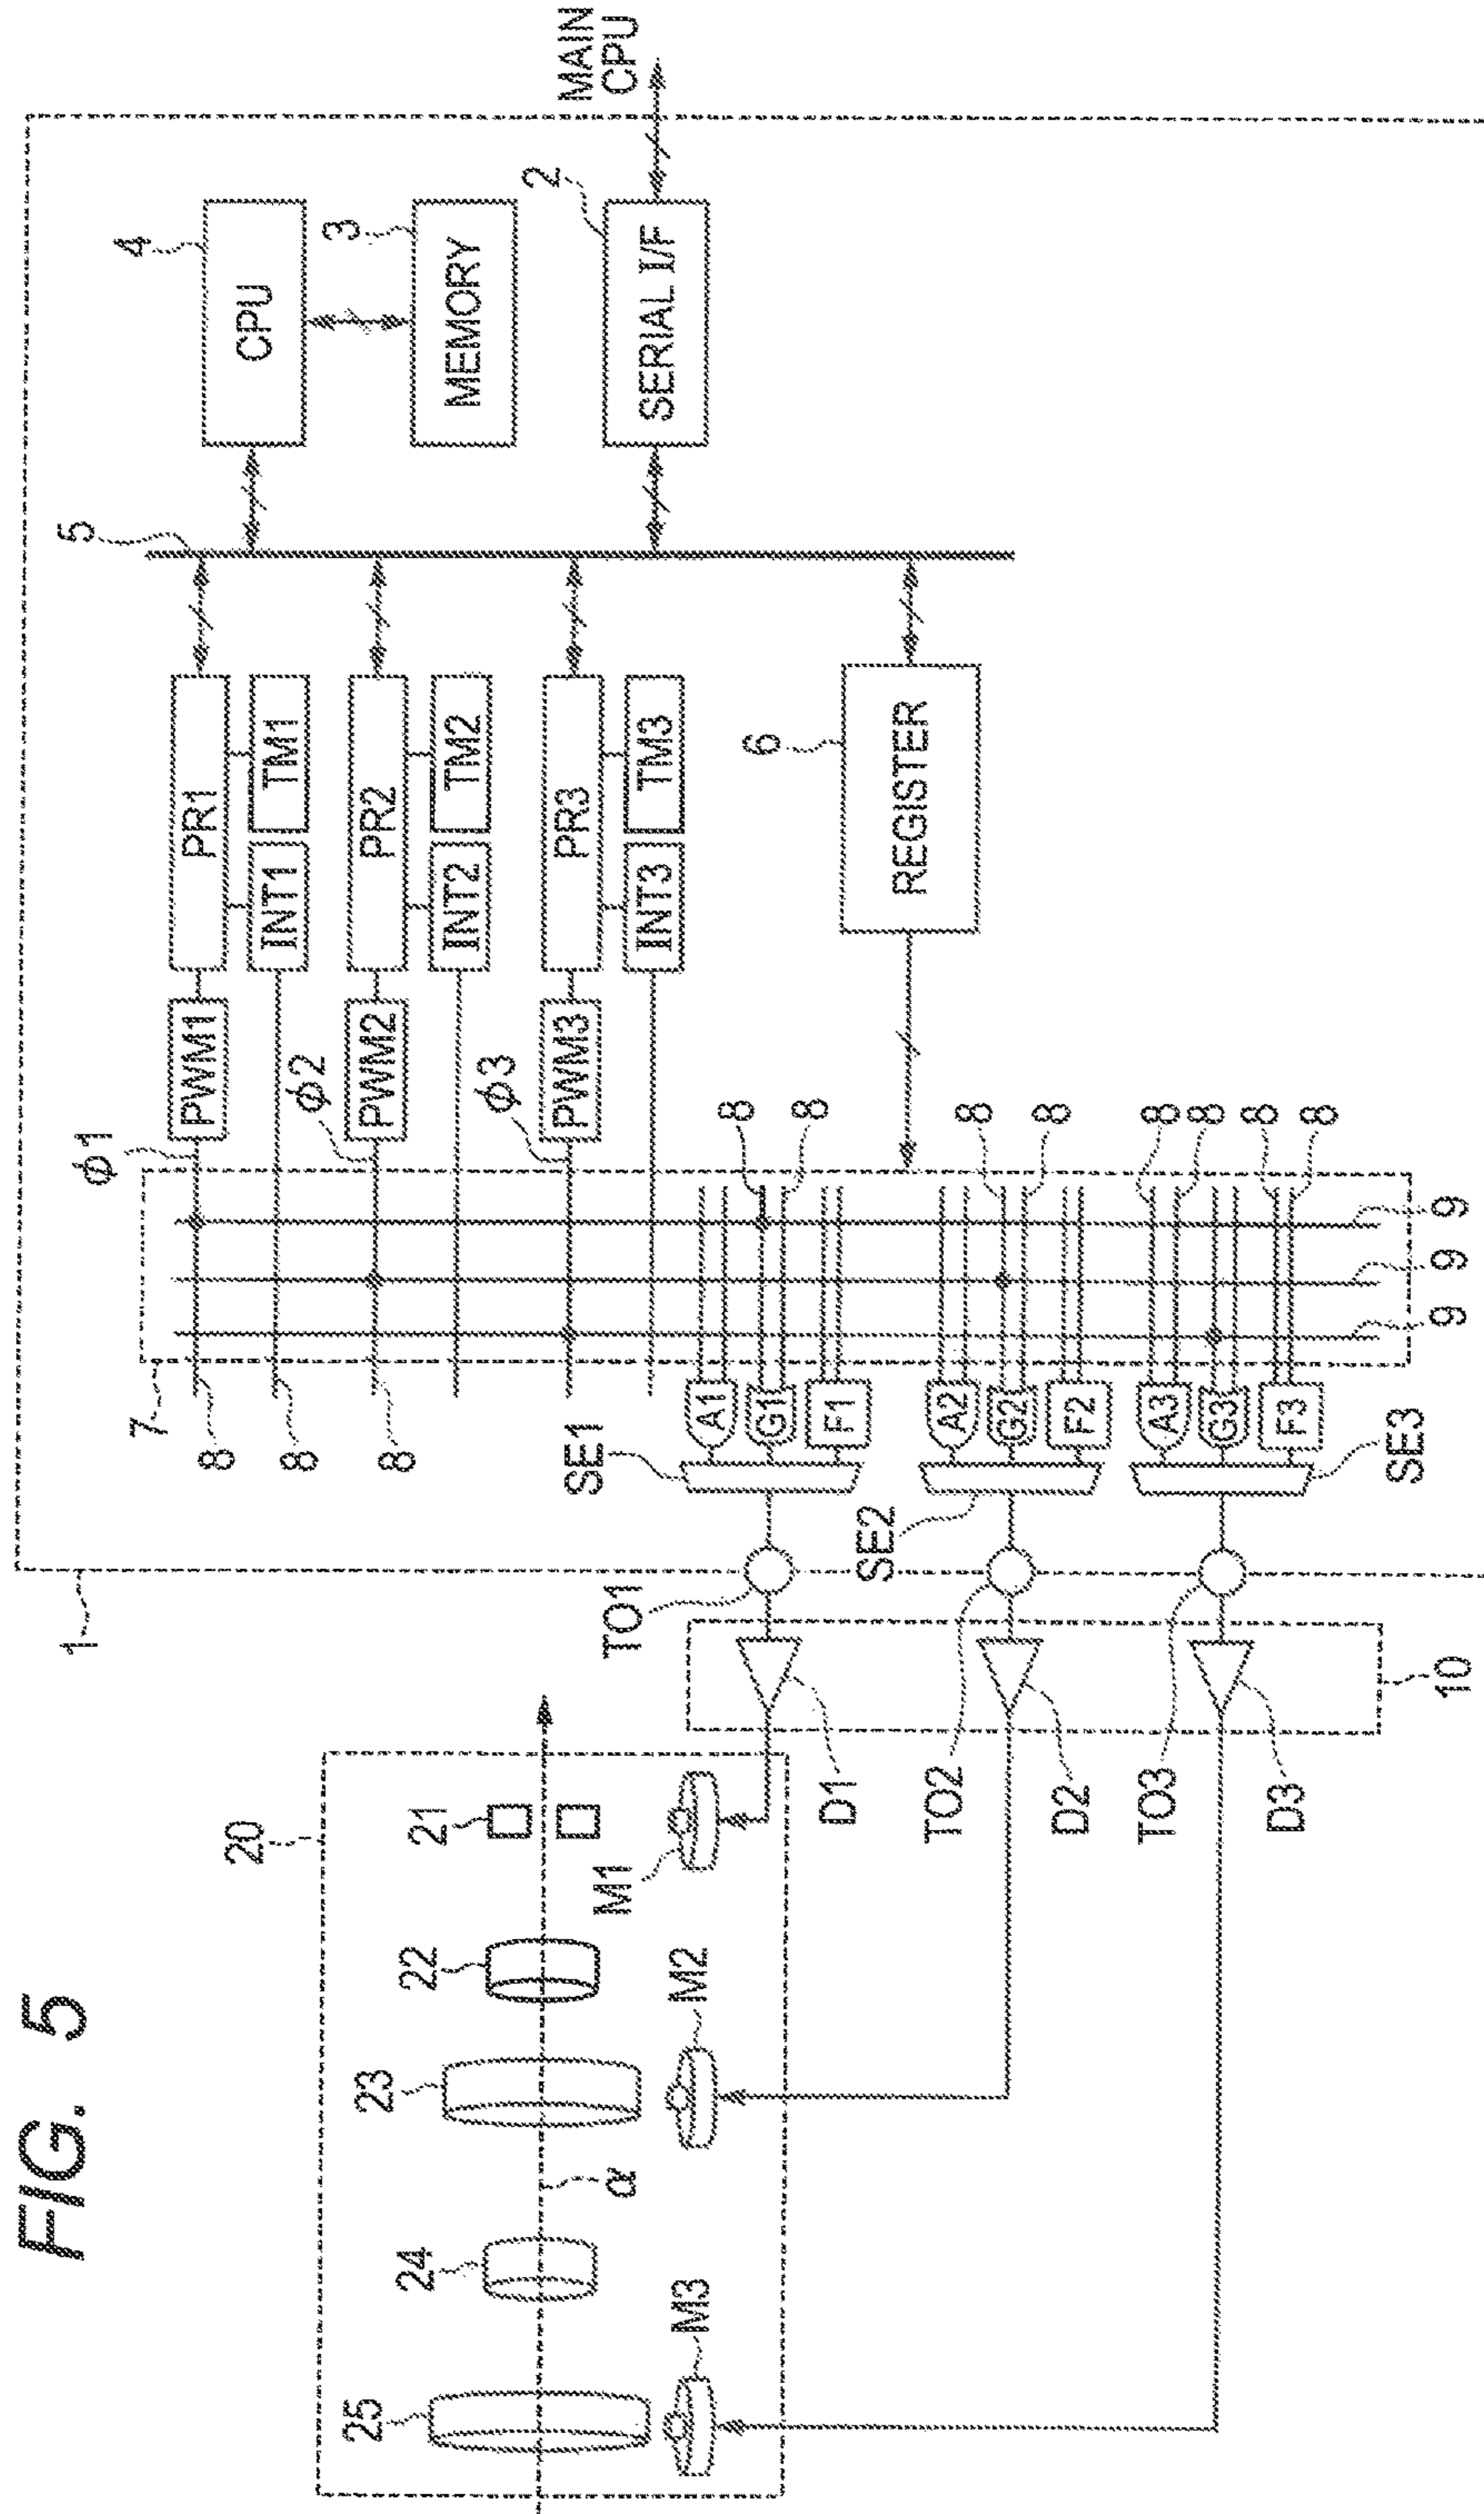 FIG. 5
1
20
21
22
23
24
25
α
M1
M2
M3
10
D1
D2
D3
TO1
TO2
TO3
SE1
SE2
SE3
A1
G1
F1
A2
G2
F2
A3
G3
F3
7
8
8
8
8
8
8
8
8
8
8
8
9
9
9
ϕ1
ϕ2
ϕ3
PWM1
PWM2
PWM3
PR1
INT1
TM1
PR2
INT2
TM2
PR3
INT3
TM3
6
REGISTER
5
4
CPU
3
MEMORY
2
SERIAL I/F
MAIN
CPU